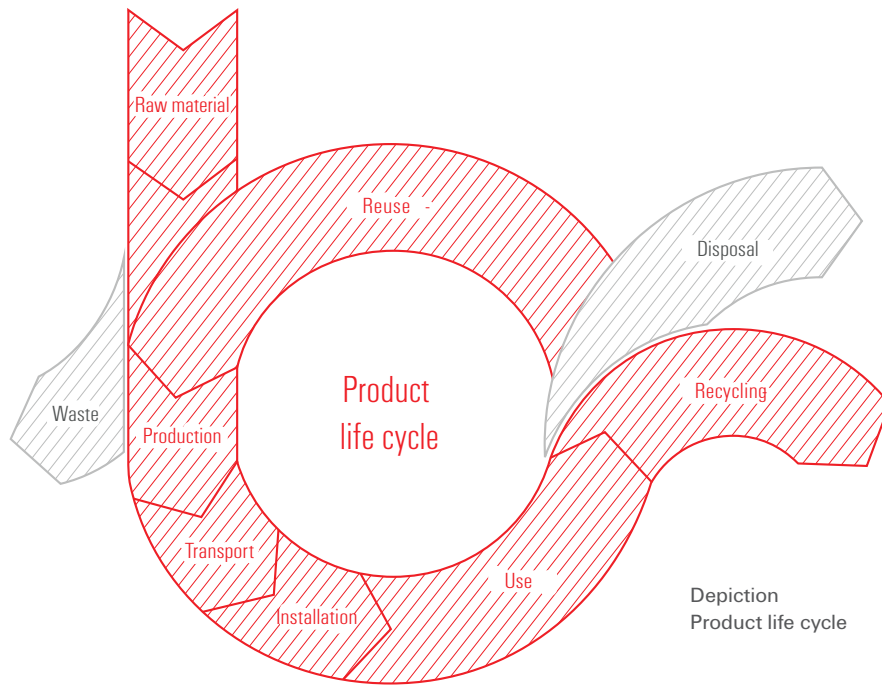 Raw material
Reuse -
Disposal
Product
life cycle
Recycling
Waste
Production
Transport
Use
Installation
Depiction
Product life cycle